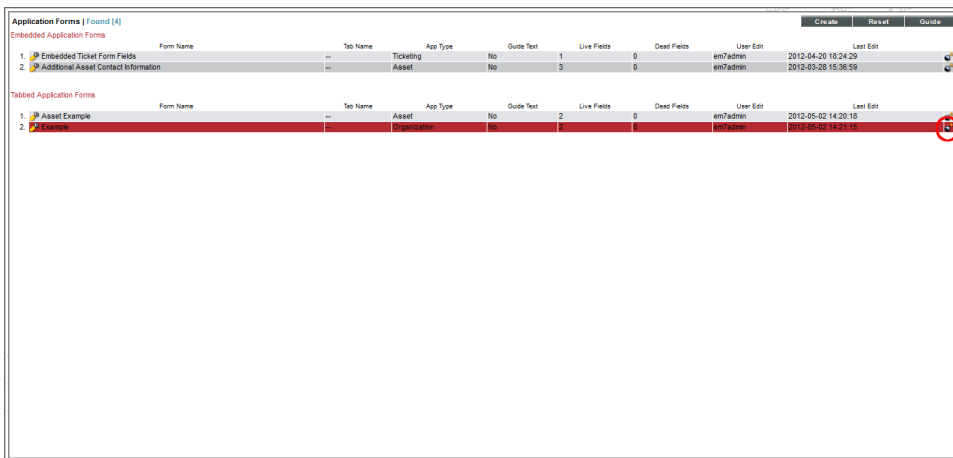 Application Forms | Found [4] Create Reset Guide
Embedded Application Forms
Form Name Tab Name App Type Guide Text Live Fields Dead Fields User Edit Last Edit
1. Embedded Ticket Form Fields -- Ticketing No 1 0 em7admin 2012-04-20 18:24:29
2. Additional Asset Contact Information -- Asset No 3 0 em7admin 2012-03-28 15:36:59
Tabbed Application Forms
Form Name Tab Name App Type Guide Text Live Fields Dead Fields User Edit Last Edit
1. Asset Example -- Asset No 2 0 em7admin 2012-05-02 14:20:18
2. Example -- Organization No 2 0 em7admin 2012-05-02 14:21:15